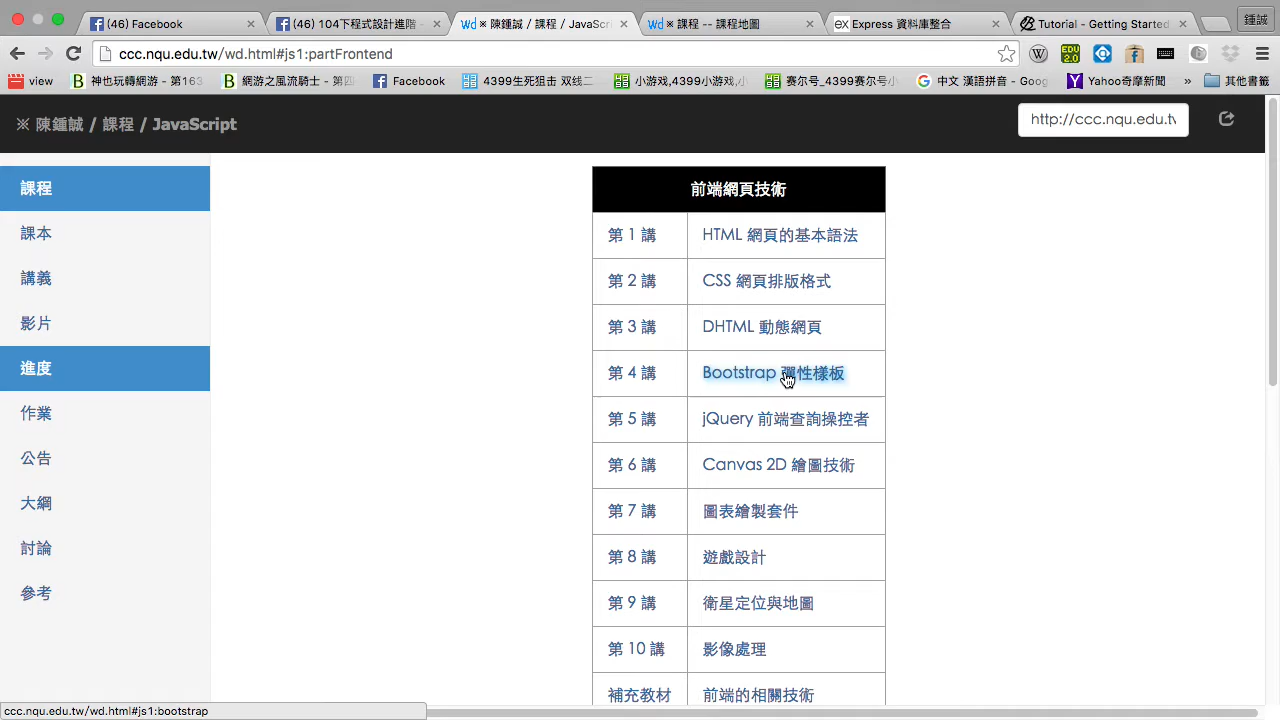 (46) Facebook
(46) 104下程式設計進階 -
Wd ※ 陳鍾誠 / 課程 / JavaScri
Wd ※ 課程 -- 課程地圖
EX Express 資料庫整合
Tutorial - Getting Started
鍾誠
ccc.nqu.edu.tw/wd.html#js1:partFrontend
view
神也玩轉網游 - 第163
網游之風流騎士 - 第四
Facebook
4399生死狙击 双线二
小游戏,4399小游戏,小
赛尔号_4399赛尔号小
中文 漢語拼音 - Goog
Yahoo奇摩新聞
»
其他書籤
※ 陳鍾誠 / 課程 / JavaScript
http://ccc.nqu.edu.tv
課程
課本
講義
影片
進度
作業
公告
大綱
討論
參考
前端網頁技術
第 1 講 HTML 網頁的基本語法
第 2 講 CSS 網頁排版格式
第 3 講 DHTML 動態網頁
第 4 講 Bootstrap 彈性樣板
第 5 講 jQuery 前端查詢操控者
第 6 講 Canvas 2D 繪圖技術
第 7 講 圖表繪製套件
第 8 講 遊戲設計
第 9 講 衛星定位與地圖
第 10 講 影像處理
補充教材 前端的相關技術
ccc.nqu.edu.tw/wd.html#js1:bootstrap